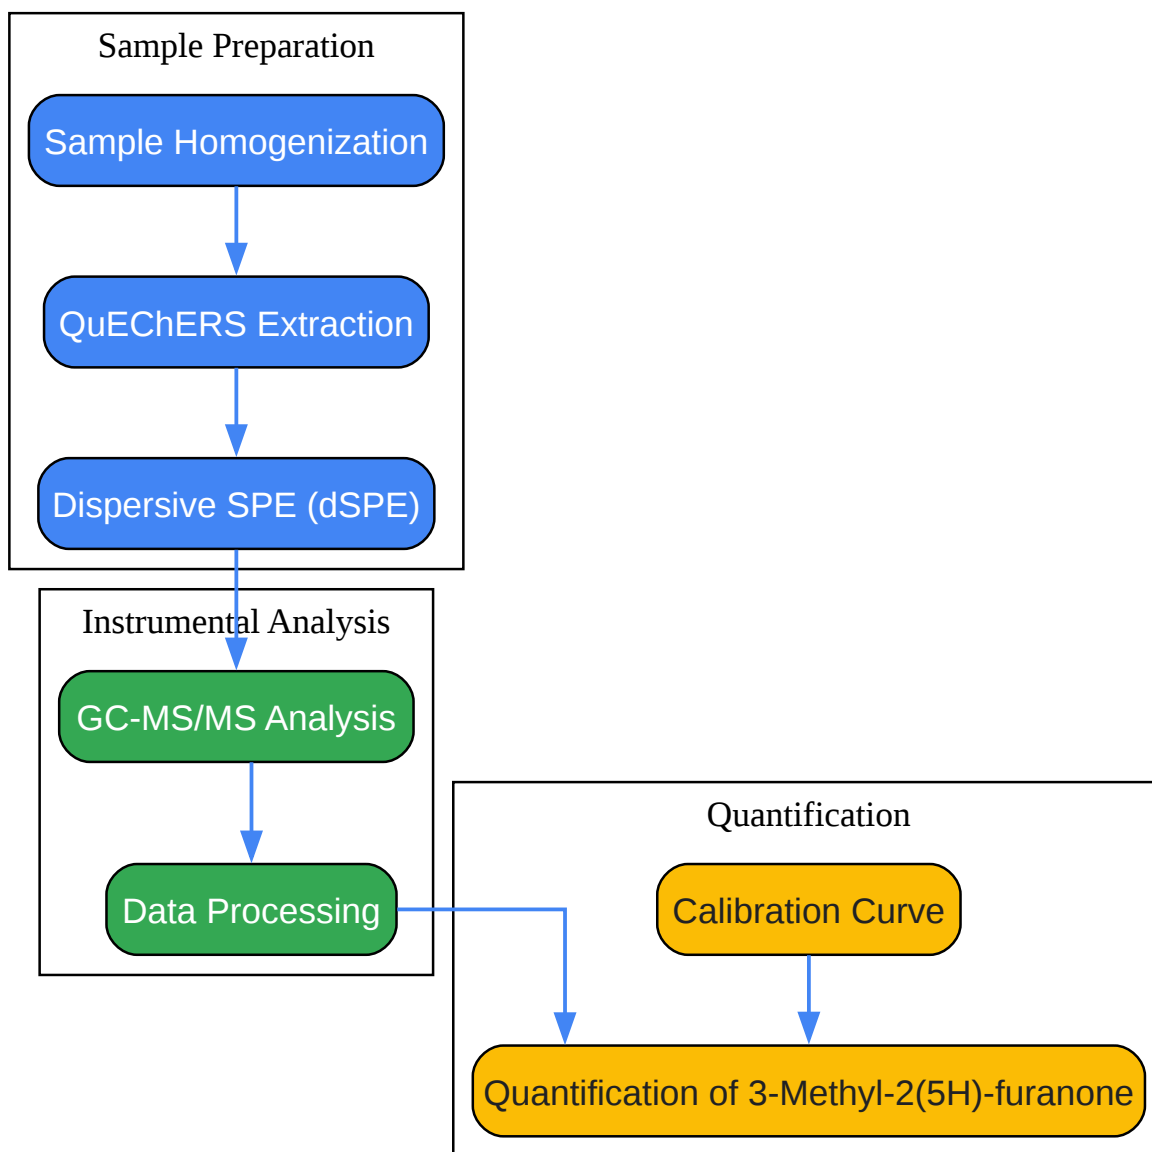 Sample Preparation
Sample Homogenization
QuEChERS Extraction
Dispersive SPE (dSPE)
Instrumental Analysis
GC-MS/MS Analysis
Data Processing
Quantification
Calibration Curve
Quantification of 3-Methyl-2(5H)-furanone